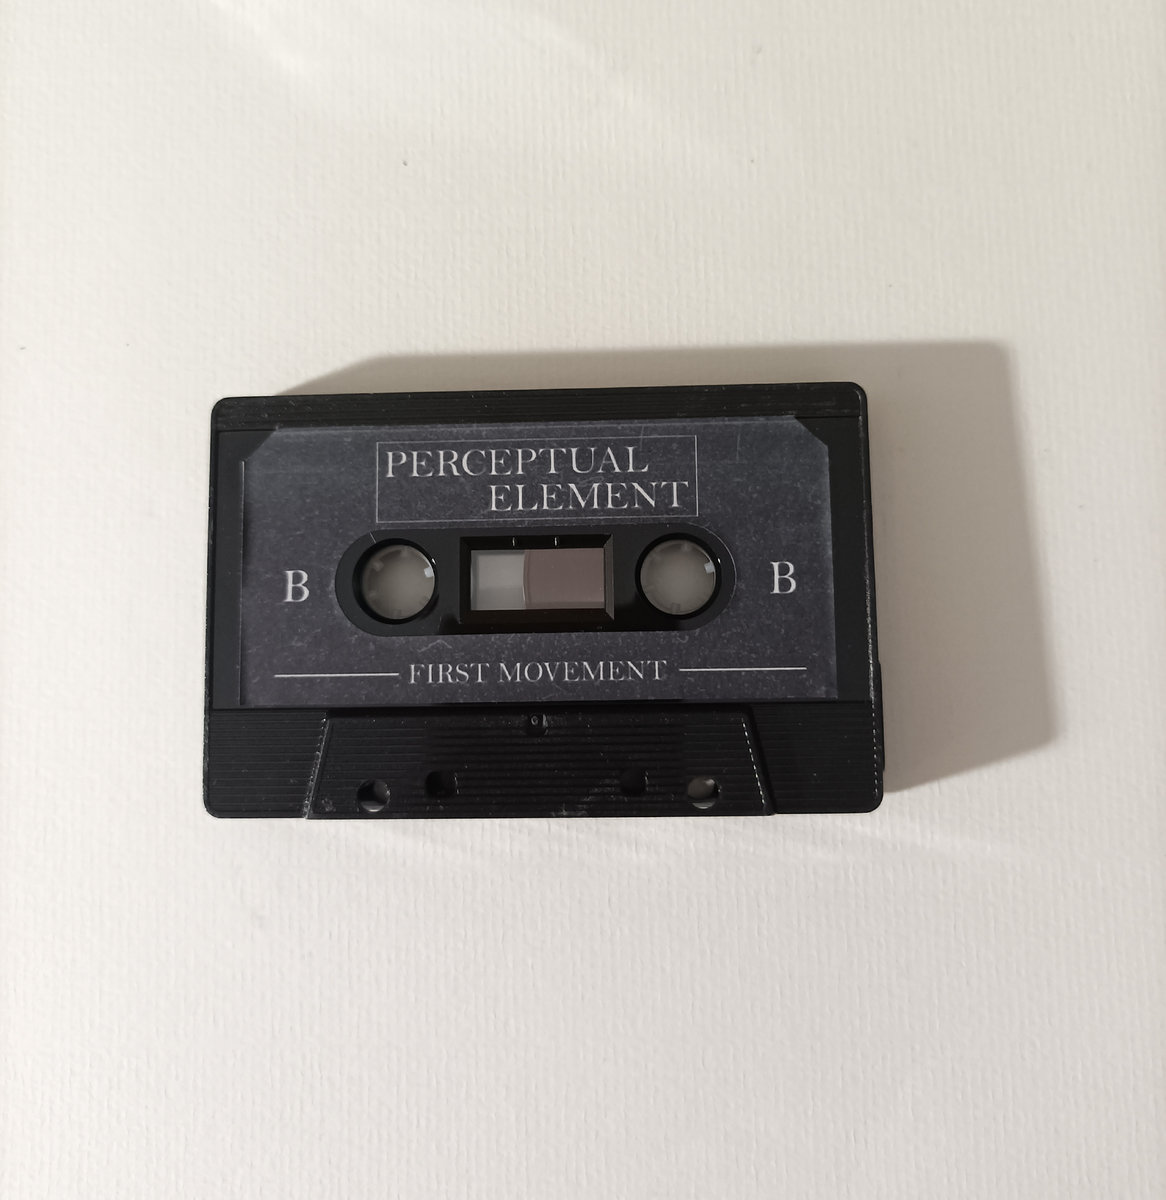 PERCEPTUAL
ELEMENT
B B
FIRST MOVEMENT